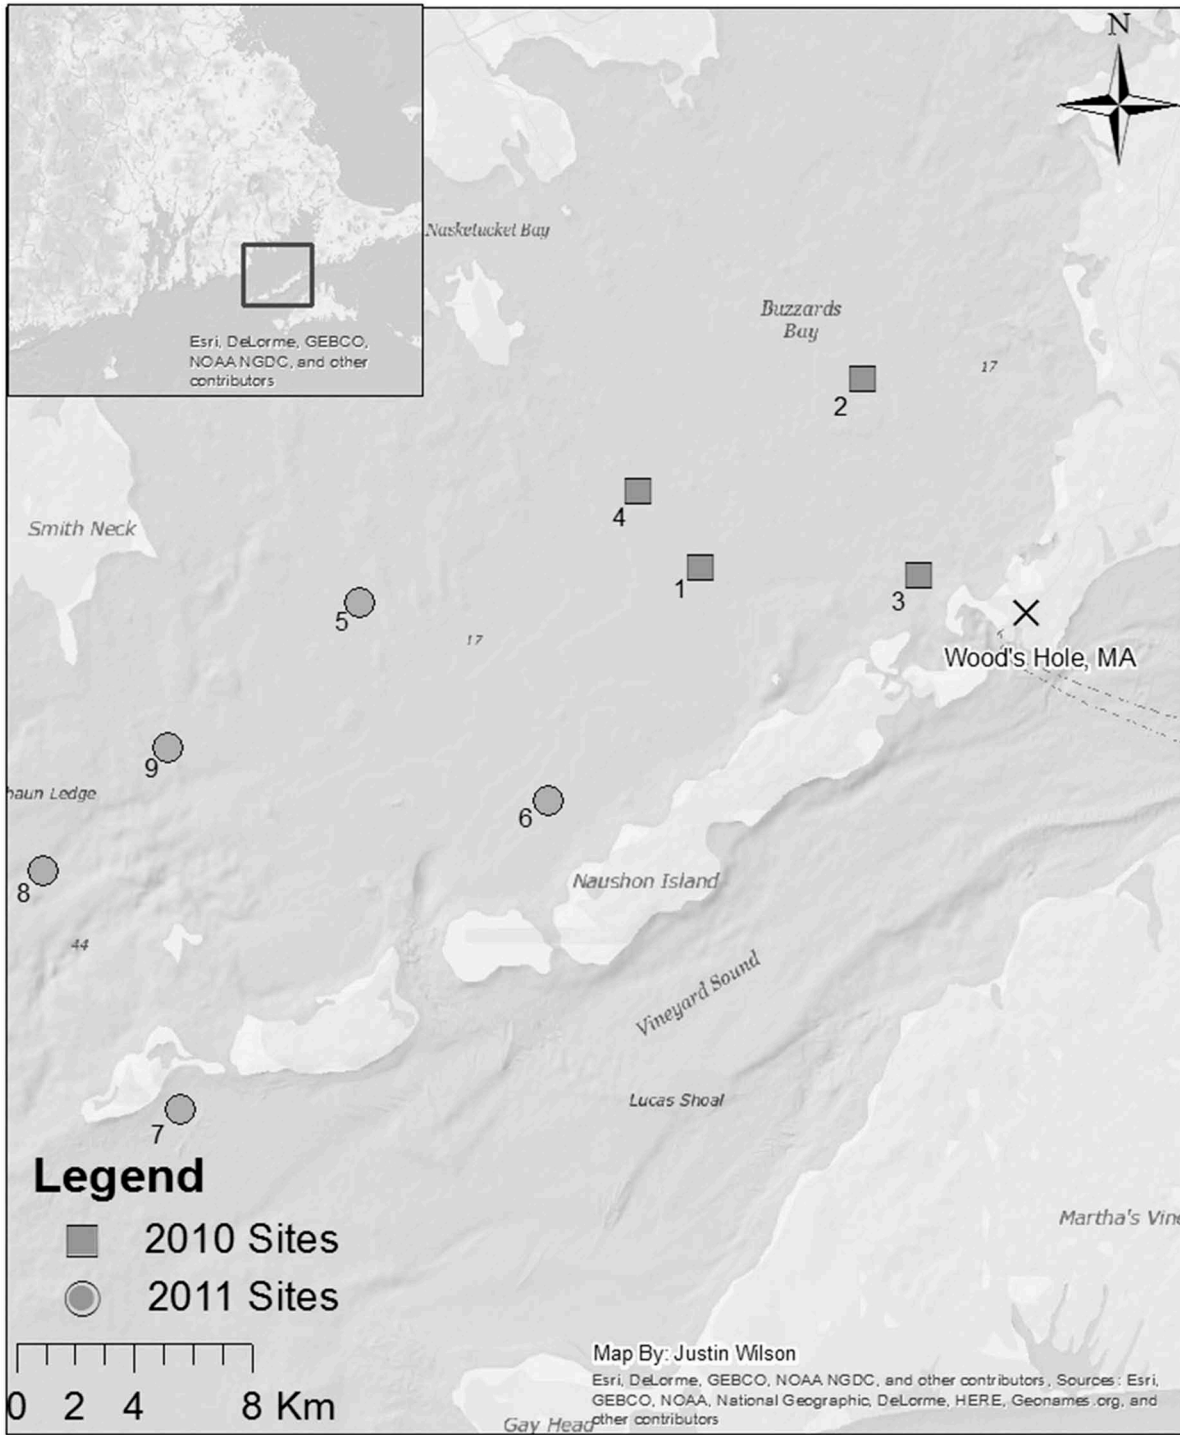 N
Nasketucket Bay
Buzzards
Bay
Esri, DeLorme, GEBCO,
NOAA NGDC, and other
contributors
17
2
4
Smith Neck
1
3
5
17
Wood's Hole, MA
9
haun Ledge
6
8
Naushon Island
44
Vineyard Sound
Lucas Shoal
7
Legend
2010 Sites
2011 Sites
Martha's Vine
0 2 4 8 Km
Map By: Justin Wilson
Esri, DeLorme, GEBCO, NOAA NGDC, and other contributors, Sources: Esri,
GEBCO, NOAA, National Geographic, DeLorme, HERE, Geonames.org, and
other contributors
Gay Head